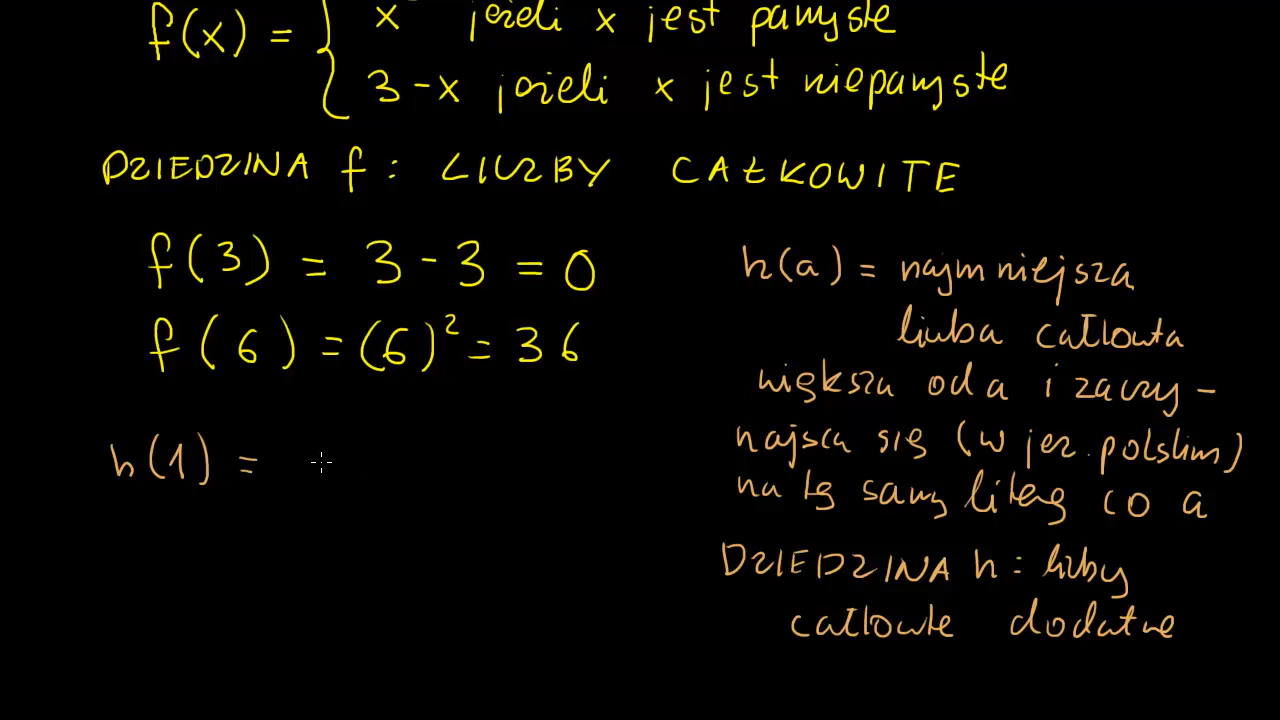 f(x) = { x² jeżeli x jest parzyste
3 - x jeżeli x jest nieparzyste
DZIEDZINA f : LICZBY CAŁKOWITE
f(3) = 3 - 3 = 0
f(6) = (6)² = 36
h(1) =
h(a) = najmniejsza
liczba całkowita
większa od a i zaczy-
nająca się (w jęz. polskim)
na tę samą literę co a
DZIEDZINA h : liczby
całkowite dodatnie